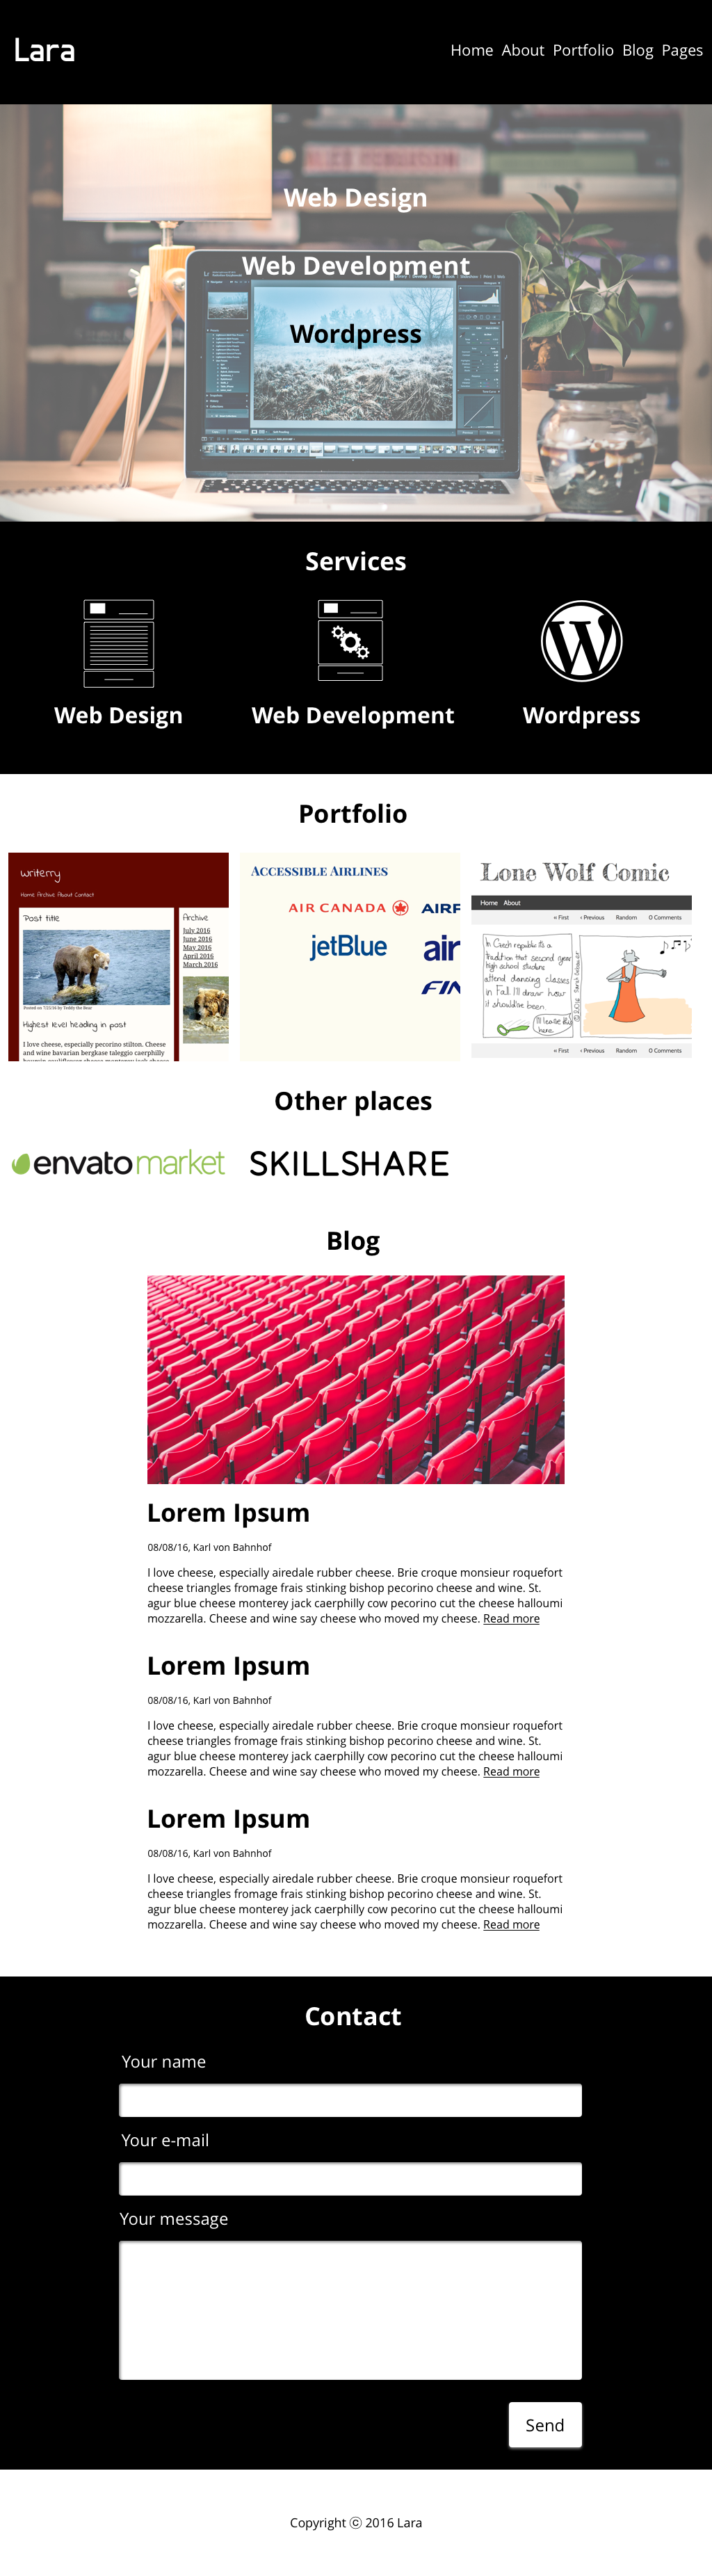 Lara
Home About Portfolio Blog Pages
Web Design
Web Development
Wordpress
Services
Web Design
Web Development
Wordpress
Portfolio
Writerry
Home Archive About Contact
Post title
Posted on 7/25/16 by Teddy the Bear
Highest level heading in post
I love cheese, especially pecorino stilton. Cheese
and wine bavarian bergkase taleggio caerphilly
Archive
July 2016
June 2016
May 2016
April 2016
March 2016
Accessible Airlines
AIR CANADA AIRF
jetBlue air
FIN
Lone Wolf Comic
Home About
« First ‹ Previous Random 0 Comments
In Czech republic it's a
tradition that second year
high school students
attend dancing classes
in Fall. I'll draw how
it should've been.
I'll leave this
here.
« First ‹ Previous Random 0 Comments
Other places
envato market
SKILLSHARE
Blog
Lorem Ipsum
08/08/16, Karl von Bahnhof
I love cheese, especially airedale rubber cheese. Brie croque monsieur roquefort
cheese triangles fromage frais stinking bishop pecorino cheese and wine. St.
agur blue cheese monterey jack caerphilly cow pecorino cut the cheese halloumi
mozzarella. Cheese and wine say cheese who moved my cheese. Read more
Lorem Ipsum
08/08/16, Karl von Bahnhof
I love cheese, especially airedale rubber cheese. Brie croque monsieur roquefort
cheese triangles fromage frais stinking bishop pecorino cheese and wine. St.
agur blue cheese monterey jack caerphilly cow pecorino cut the cheese halloumi
mozzarella. Cheese and wine say cheese who moved my cheese. Read more
Lorem Ipsum
08/08/16, Karl von Bahnhof
I love cheese, especially airedale rubber cheese. Brie croque monsieur roquefort
cheese triangles fromage frais stinking bishop pecorino cheese and wine. St.
agur blue cheese monterey jack caerphilly cow pecorino cut the cheese halloumi
mozzarella. Cheese and wine say cheese who moved my cheese. Read more
Contact
Your name
Your e-mail
Your message
Send
Copyright ⓒ 2016 Lara